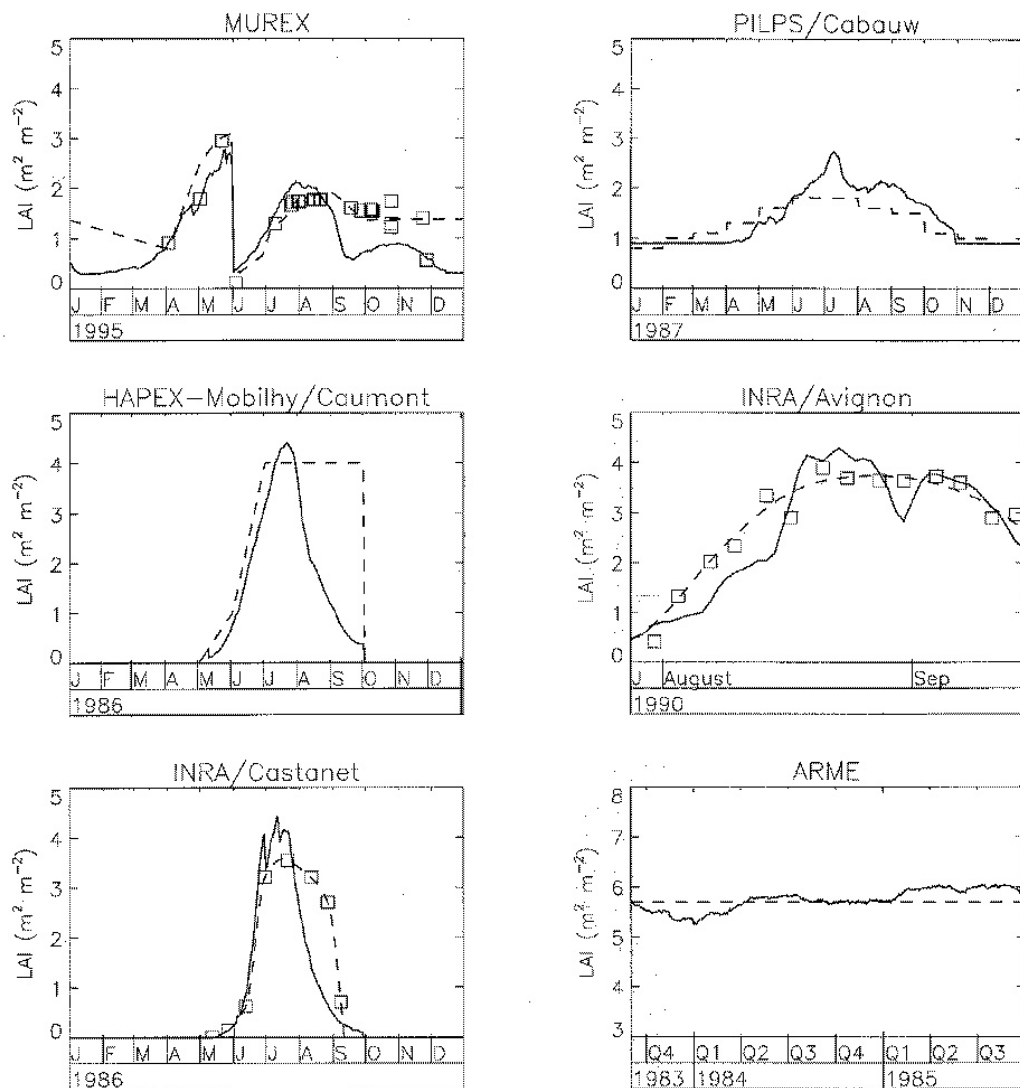 MUREX
LAI (m² m⁻²)
5
4
3
2
1
0
J F M A M J J A S O N D
1995
PILPS/Cabauw
LAI (m² m⁻²)
5
4
3
2
1
0
J F M A M J J A S O N D
1987
HAPEX-Mobilhy/Caumont
LAI (m² m⁻²)
5
4
3
2
1
0
J F M A M J J A S O N D
1986
INRA/Avignon
LAI (m² m⁻²)
5
4
3
2
1
0
J August Sep
1990
INRA/Castanet
LAI (m² m⁻²)
5
4
3
2
1
0
J F M A M J J A S O N D
1986
ARME
LAI (m² m⁻²)
8
7
6
5
4
3
Q4 Q1 Q2 Q3 Q4 Q1 Q2 Q3
1983 1984 1985